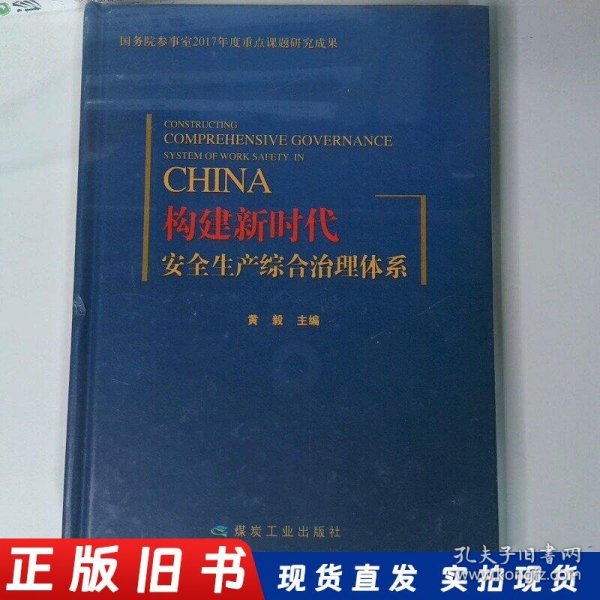 国务院参事室2017年度重点课题研究成果
CONSTRUCTING
COMPREHENSIVE GOVERNANCE
SYSTEM OF WORK SAFETY IN
CHINA
构建新时代
安全生产综合治理体系
黄 毅 主编
煤炭工业出版社
孔夫子旧书网
www.kongfz.com
正版旧书
现货直发 实拍现货